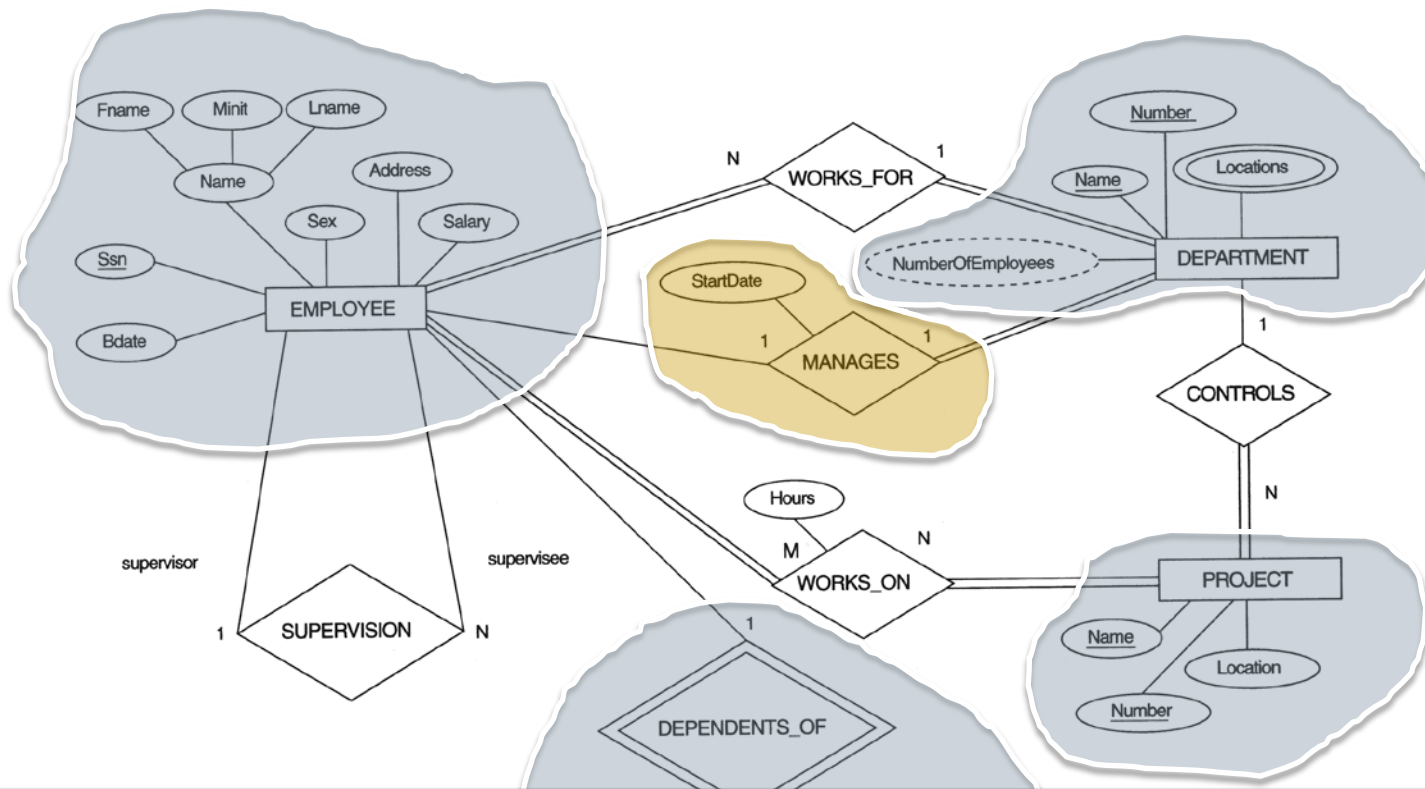 Fname
Minit
Lname
Name
Address
Sex
Salary
Ssn
Bdate
EMPLOYEE
N
WORKS_FOR
1
Number
Name
Locations
NumberOfEmployees
DEPARTMENT
StartDate
1
MANAGES
1
1
CONTROLS
N
Hours
M
WORKS_ON
N
PROJECT
Name
Location
Number
supervisor
supervisee
1
SUPERVISION
N
1
DEPENDENTS_OF